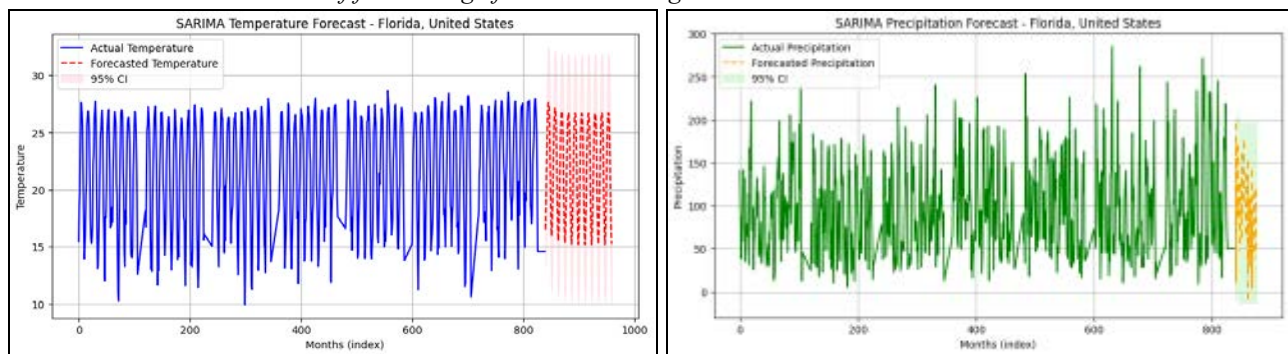 SARIMA Temperature Forecast - Florida, United States
Actual Temperature
Forecasted Temperature
95% CI
30
25
20
15
10
Temperature
0
200
400
600
800
1000
Months (index)
SARIMA Precipitation Forecast - Florida, United States
Actual Precipitation
Forecasted Precipitation
95% CI
300
250
200
150
100
50
0
Precipitation
0
200
400
600
800
Months (index)